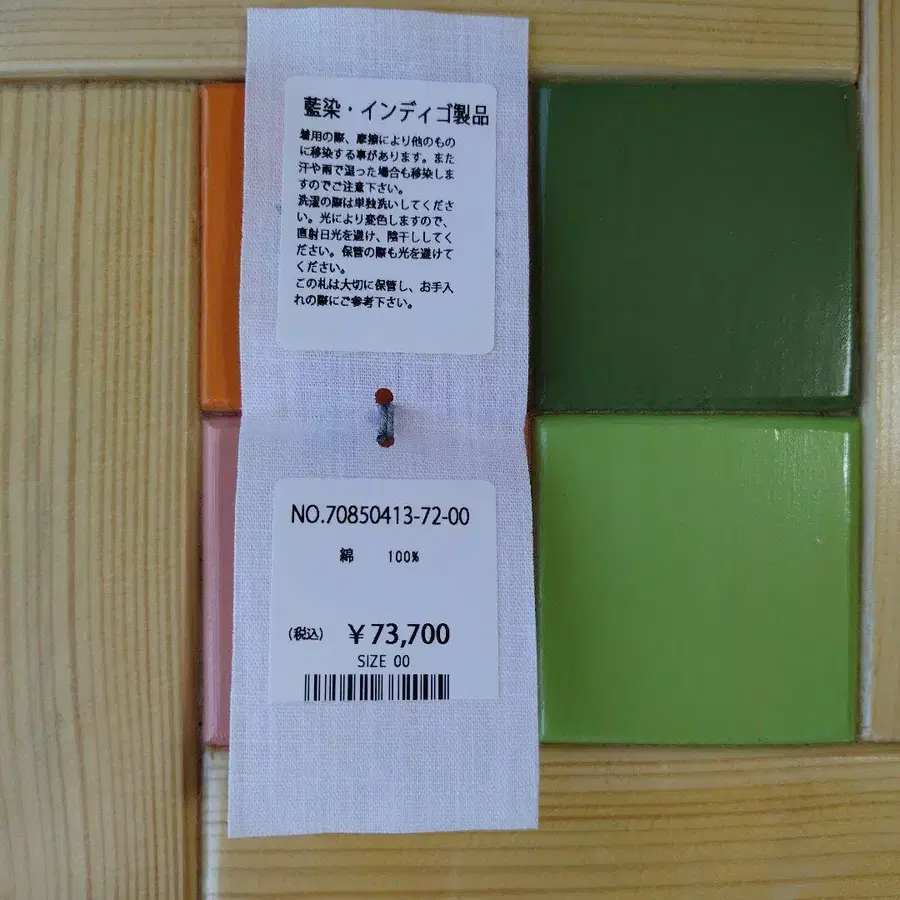 藍染・インディゴ製品
着用の際、摩擦により他のもの
に移染する事があります。また
汗や雨で湿った場合も移染しま
すのでご注意下さい。
洗濯の際は単独洗いしてくださ
い。光により変色しますので、
直射日光を避け、陰干ししてく
ださい。保管の際も光を避けて
ください。
この札は大切に保管し、お手入
れの際にご参考下さい。
NO.70850413-72-00
綿 100%
(税込) ¥73,700
SIZE 00